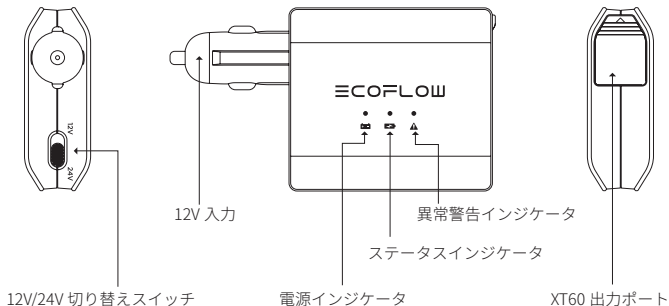 ECOFLOW
12V
24V
12V 入力
異常警告インジケータ
ステータスインジケータ
12V/24V 切り替えスイッチ
電源インジケータ
XT60 出力ポート